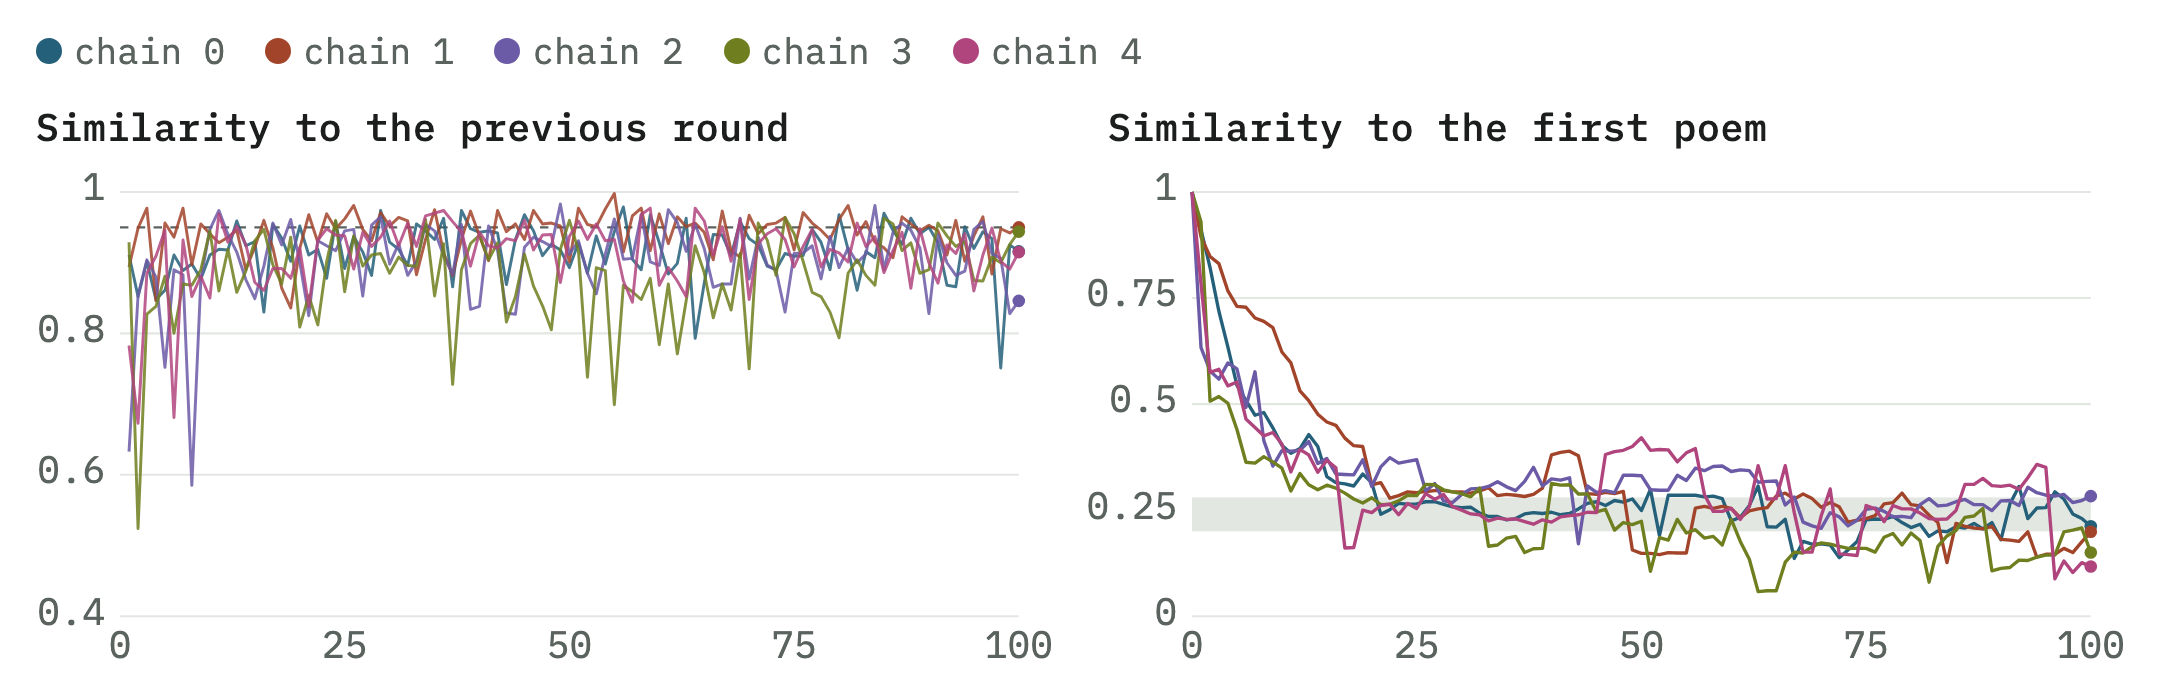 chain 0 chain 1 chain 2 chain 3 chain 4
Similarity to the previous round
1
0.8
0.6
0.4
0 25 50 75 100
Similarity to the first poem
1
0.75
0.5
0.25
0
0 25 50 75 100